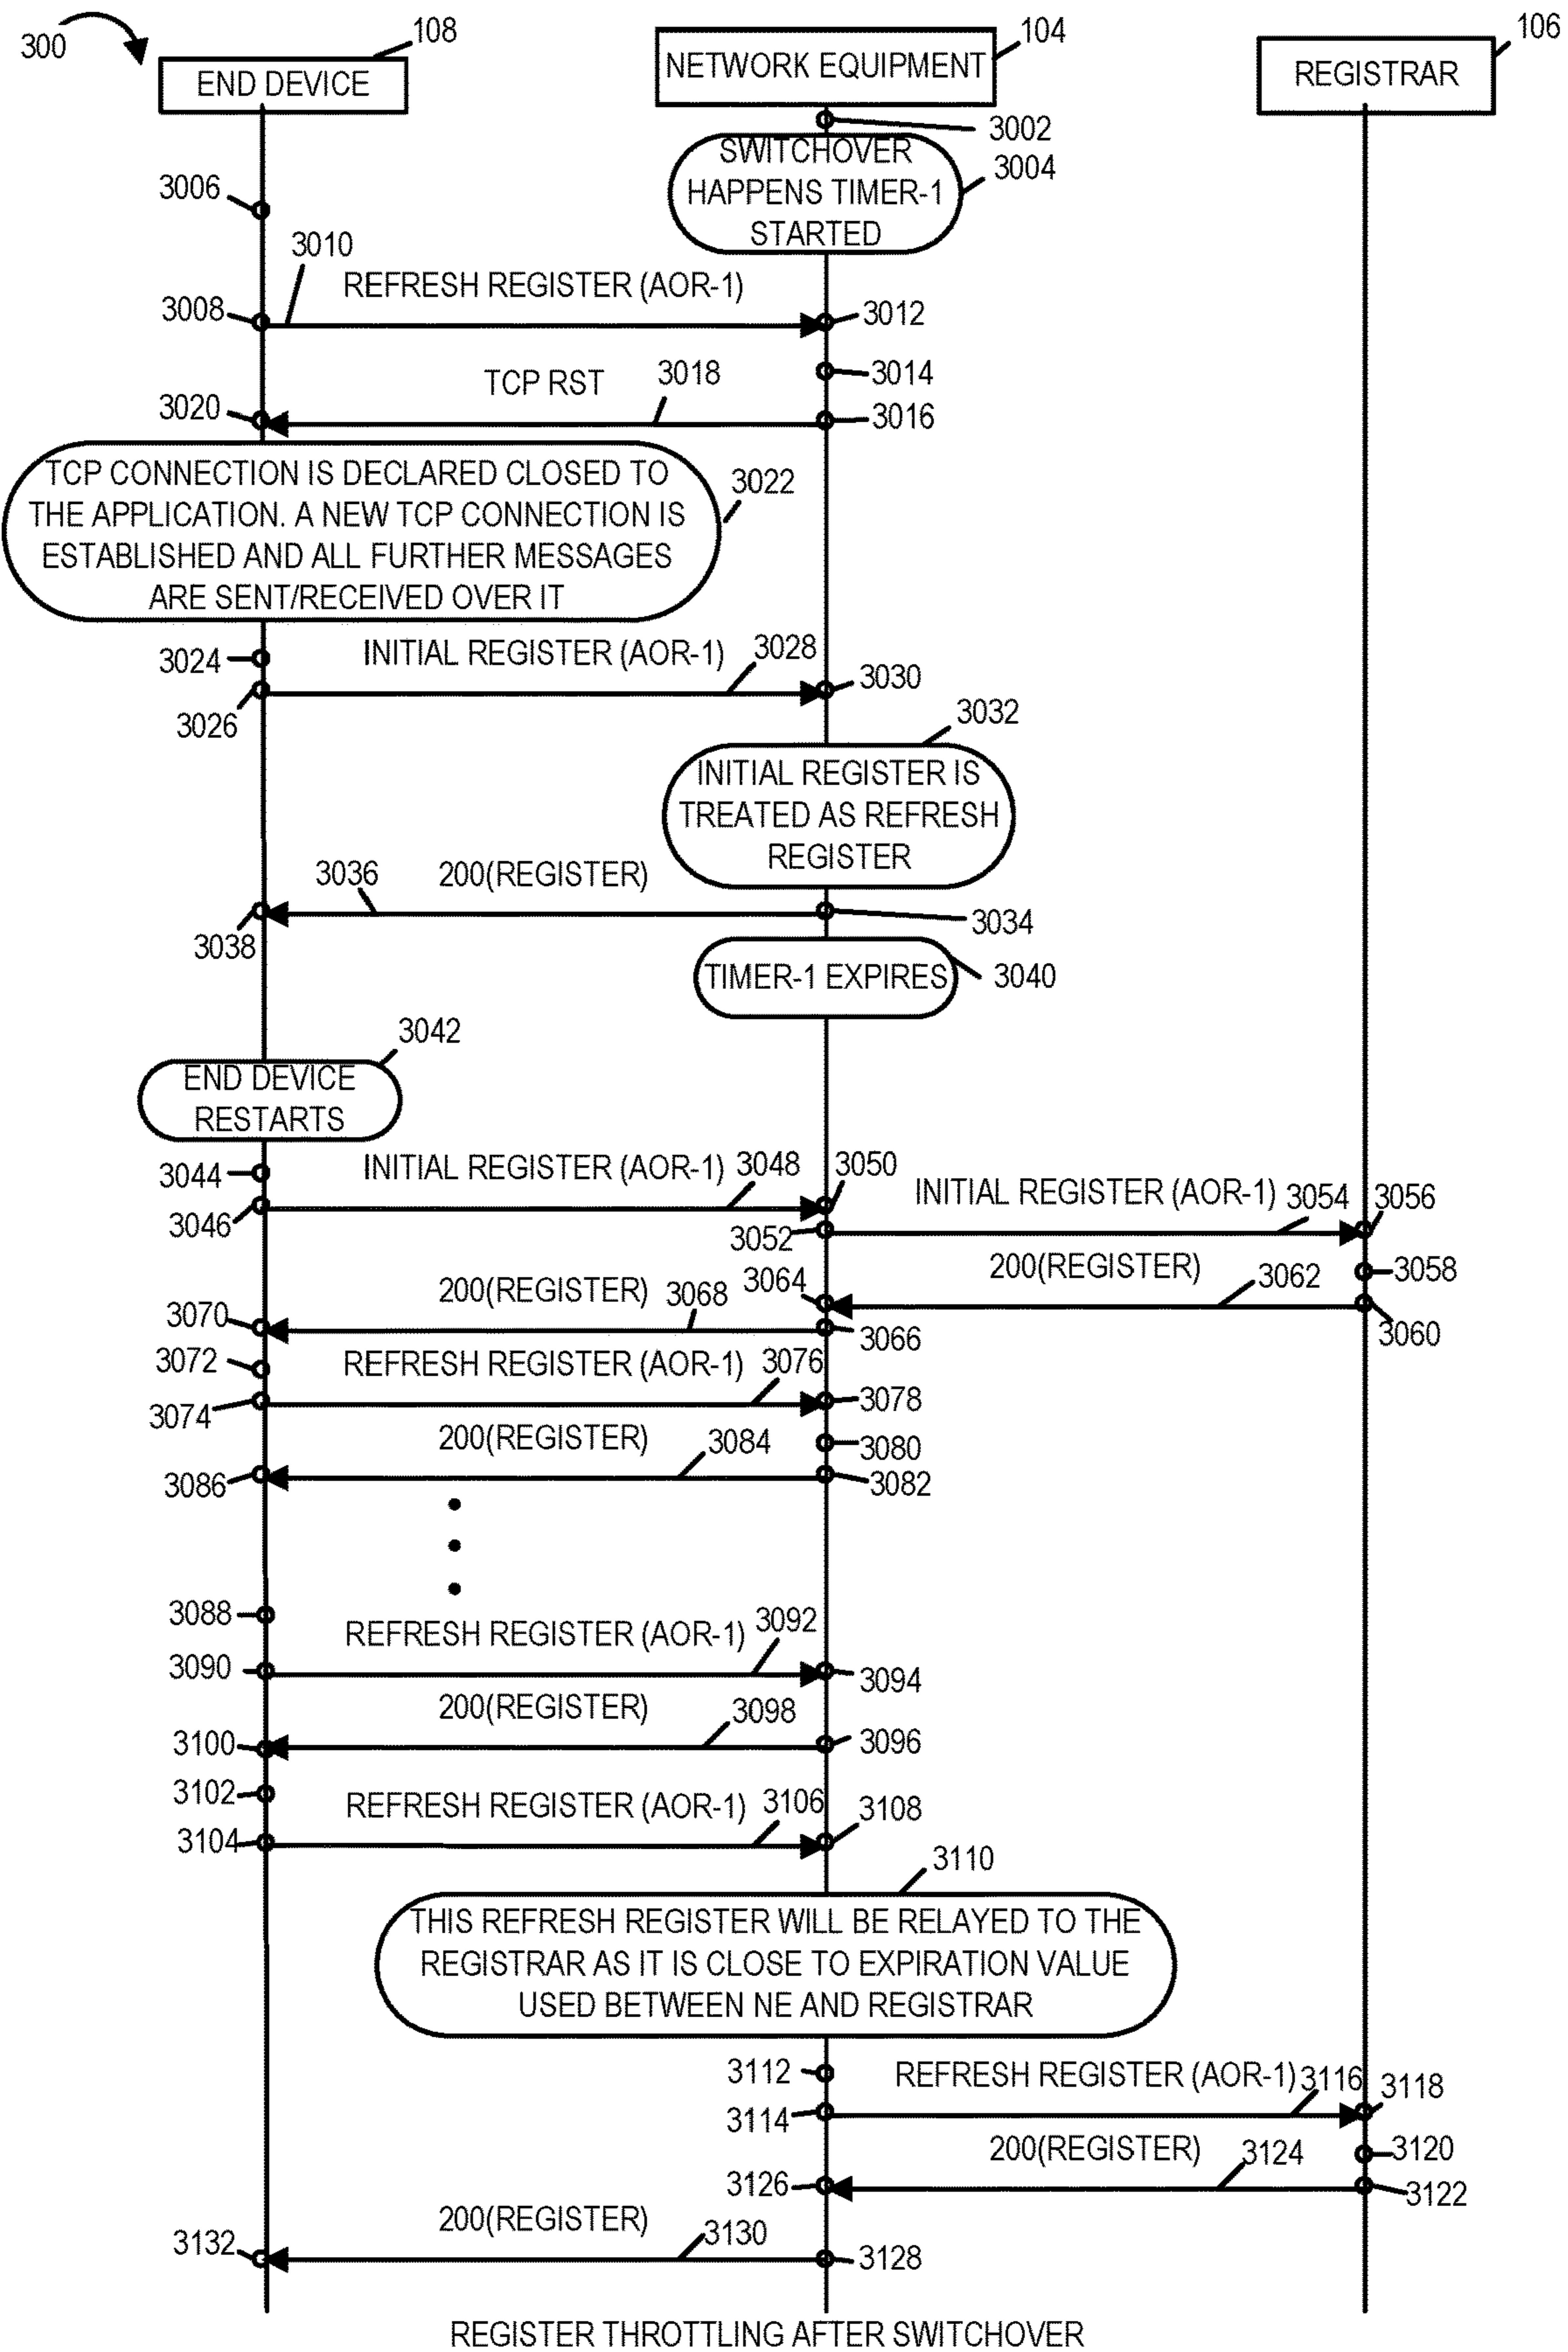 300
108
END DEVICE
104
NETWORK EQUIPMENT
106
REGISTRAR
3002
SWITCHOVER
HAPPENS TIMER-1
STARTED
3004
3006
3010
REFRESH REGISTER (AOR-1)
3008
3012
3014
TCP RST
3018
3020
3016
TCP CONNECTION IS DECLARED CLOSED TO
THE APPLICATION. A NEW TCP CONNECTION IS
ESTABLISHED AND ALL FURTHER MESSAGES
ARE SENT/RECEIVED OVER IT
3022
3024
INITIAL REGISTER (AOR-1)
3028
3026
3030
3032
INITIAL REGISTER IS
TREATED AS REFRESH
REGISTER
3036
200(REGISTER)
3038
3034
TIMER-1 EXPIRES
3040
3042
END DEVICE
RESTARTS
3044
INITIAL REGISTER (AOR-1)
3048
3050
3046
3052
INITIAL REGISTER (AOR-1)
3054
3056
200(REGISTER)
3058
3062
3064
3060
200(REGISTER)
3068
3070
3066
3072
REFRESH REGISTER (AOR-1)
3076
3074
3078
200(REGISTER)
3084
3080
3086
3082
3088
REFRESH REGISTER (AOR-1)
3092
3090
3094
200(REGISTER)
3098
3100
3096
3102
REFRESH REGISTER (AOR-1)
3106
3104
3108
3110
THIS REFRESH REGISTER WILL BE RELAYED TO THE
REGISTRAR AS IT IS CLOSE TO EXPIRATION VALUE
USED BETWEEN NE AND REGISTRAR
3112
REFRESH REGISTER (AOR-1)
3116
3118
3114
200(REGISTER)
3124
3120
3126
3122
200(REGISTER)
3130
3132
3128
REGISTER THROTTLING AFTER SWITCHOVER